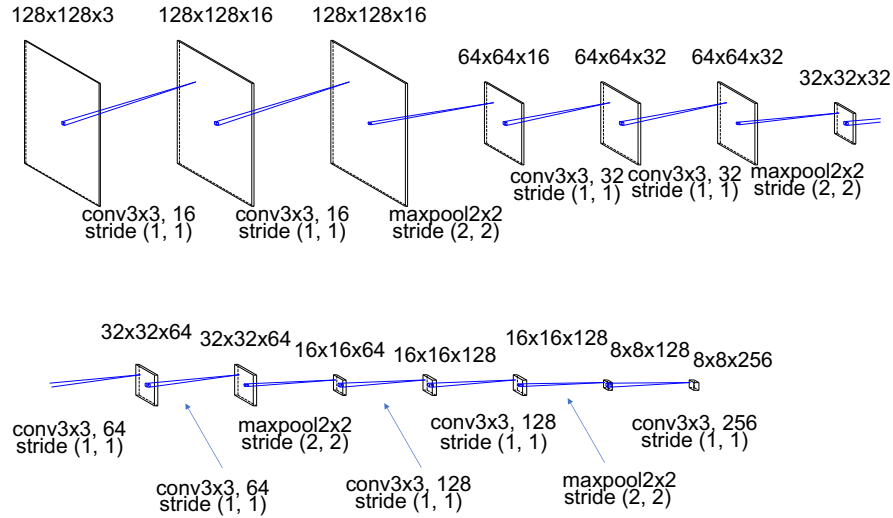 128x128x3
128x128x16
128x128x16
64x64x16
64x64x32
64x64x32
32x32x32
conv3x3, 16
stride (1, 1)
conv3x3, 16
stride (1, 1)
maxpool2x2
stride (2, 2)
conv3x3, 32
stride (1, 1)
conv3x3, 32
stride (1, 1)
maxpool2x2
stride (2, 2)
32x32x64
32x32x64
16x16x64
16x16x128
16x16x128
8x8x128
8x8x256
conv3x3, 64
stride (1, 1)
conv3x3, 64
stride (1, 1)
maxpool2x2
stride (2, 2)
conv3x3, 128
stride (1, 1)
conv3x3, 128
stride (1, 1)
maxpool2x2
stride (2, 2)
conv3x3, 256
stride (1, 1)